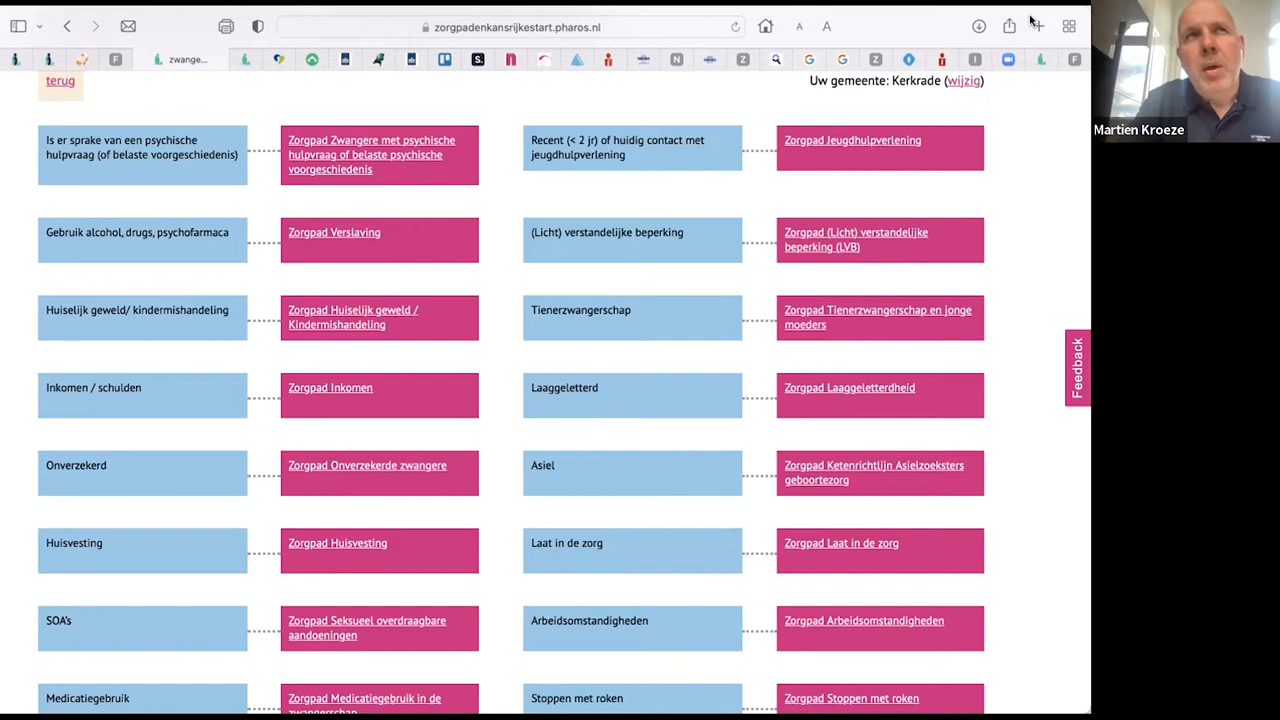 zorgpadenkansrijkestart.pharos.nl
A
A
F
zwange...
S.
N
Z
N
Z
G
G
Z
I
F
terug
Uw gemeente: Kerkrade (wijzig)
Martien Kroeze
Is er sprake van een psychische
hulpvraag (of belaste voorgeschiedenis)
Zorgpad Zwangere met psychische
hulpvraag of belaste psychische
voorgeschiedenis
Recent (< 2 jr) of huidig contact met
jeugdhulpverlening
Zorgpad Jeugdhulpverlening
Gebruik alcohol, drugs, psychofarmaca
Zorgpad Verslaving
(Licht) verstandelijke beperking
Zorgpad (Licht) verstandelijke
beperking (LVB)
Huiselijk geweld/ kindermishandeling
Zorgpad Huiselijk geweld /
Kindermishandeling
Tienerzwangerschap
Zorgpad Tienerzwangerschap en jonge
moeders
Feedback
Inkomen / schulden
Zorgpad Inkomen
Laaggeletterd
Zorgpad Laaggeletterdheid
Onverzekerd
Zorgpad Onverzekerde zwangere
Asiel
Zorgpad Ketenrichtlijn Asielzoeksters
geboortezorg
Huisvesting
Zorgpad Huisvesting
Laat in de zorg
Zorgpad Laat in de zorg
SOA's
Zorgpad Seksueel overdraagbare
aandoeningen
Arbeidsomstandigheden
Zorgpad Arbeidsomstandigheden
Medicatiegebruik
Zorgpad Medicatiegebruik in de
zwangerschap
Stoppen met roken
Zorgpad Stoppen met roken